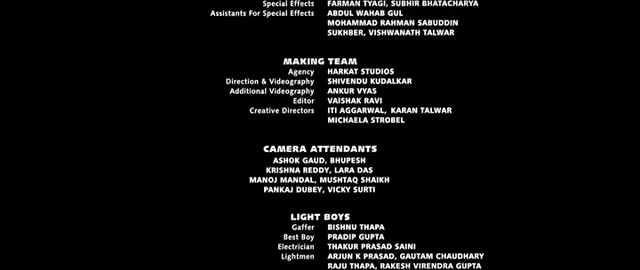 Special Effects FARMAN TYAGI, SUBHIR BHATACHARYA
Assistants For Special Effects ABDUL WAHAB GUL
MOHAMMAD RAHMAN SABUDDIN
SUKHBER, VISHWANATH TALWAR
MAKING TEAM
Agency HARKAT STUDIOS
Direction & Videography SHIVENDU KUDALKAR
Additional Videography ANKUR VYAS
Editor VAISHAK RAVI
Creative Directors ITI AGGARWAL, KARAN TALWAR
MICHAELA STROBEL
CAMERA ATTENDANTS
ASHOK GAUD, BHUPESH
KRISHNA REDDY, LARA DAS
MANOJ MANDAL, MUSHTAQ SHAIKH
PANKAJ DUBEY, VICKY SURTI
LIGHT BOYS
Gaffer BISHNU THAPA
Best Boy PRADIP GUPTA
Electrician THAKUR PRASAD SAINI
Lightmen ARJUN K PRASAD, GAUTAM CHAUDHARY
RAJU THAPA, RAKESH VIRENDRA GUPTA